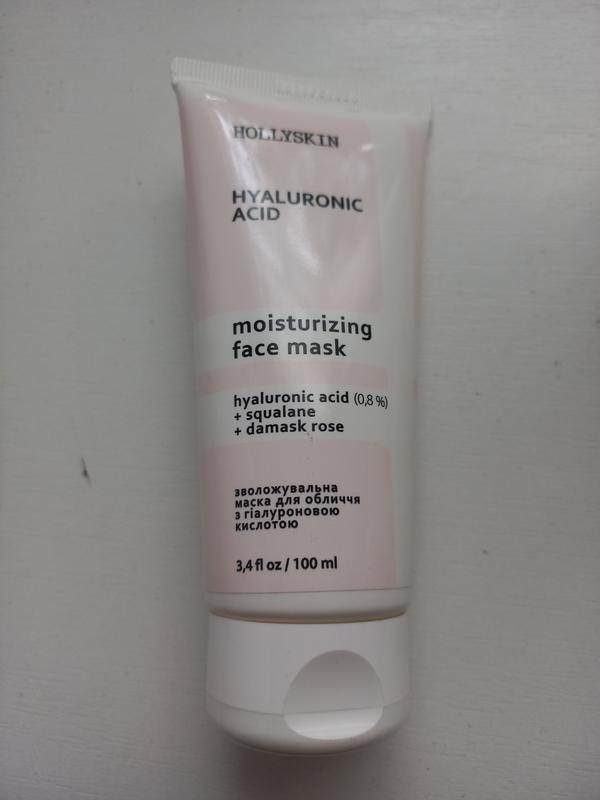 HOLLYSKIN
HYALURONIC
ACID
moisturizing
face mask
hyaluronic acid (0,8 %)
+ squalane
+ damask rose
зволожувальна
маска для обличчя
з гіалуроновою
кислотою
3,4 fl oz / 100 ml